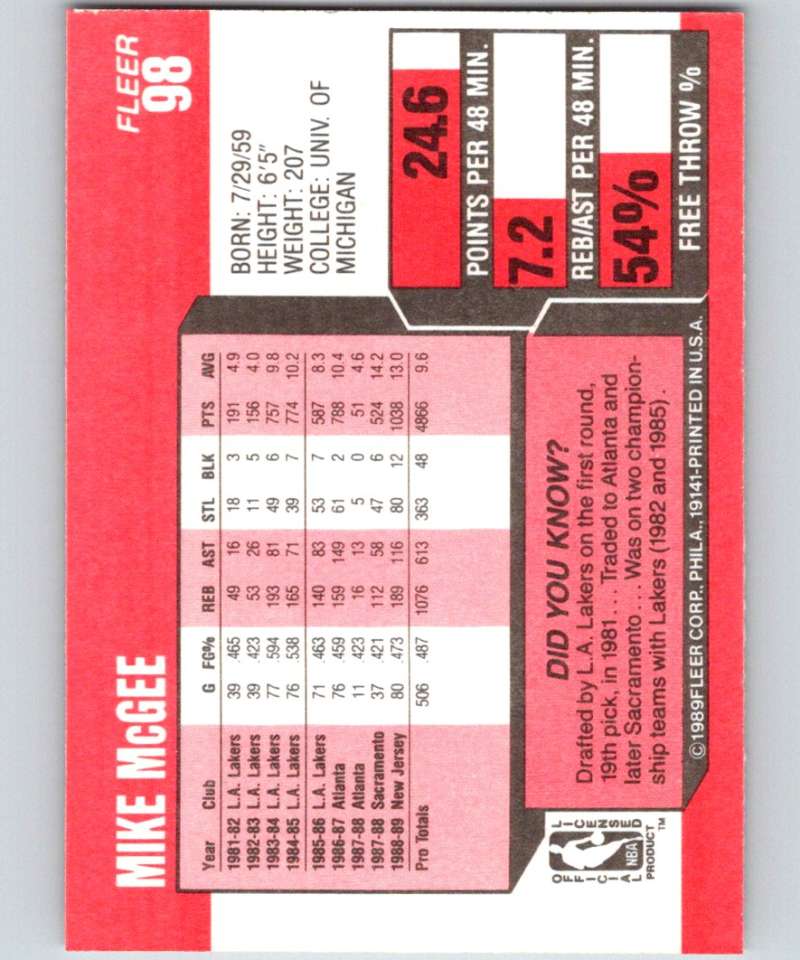 MIKE McGEE
FLEER
98
Year Club G FG% REB AST STL BLK PTS AVG
1981-82 L.A. Lakers 39 .465 49 16 18 3 191 4.9
1982-83 L.A. Lakers 39 .423 53 26 11 5 156 4.0
1983-84 L.A. Lakers 77 .594 193 81 49 6 757 9.8
1984-85 L.A. Lakers 76 .538 165 71 39 7 774 10.2
1985-86 L.A. Lakers 71 .463 140 83 53 7 587 8.3
1986-87 Atlanta 76 .459 159 149 61 2 788 10.4
1987-88 Atlanta 11 .423 16 13 5 0 51 4.6
1987-88 Sacramento 37 .421 112 58 47 6 524 14.2
1988-89 New Jersey 80 .473 189 116 80 12 1038 13.0
Pro Totals 506 .487 1076 613 363 48 4866 9.6
BORN: 7/29/59
HEIGHT: 6'5"
WEIGHT: 207
COLLEGE: UNIV. OF
MICHIGAN
24.6
POINTS PER 48 MIN.
7.2
REB/AST PER 48 MIN.
54%
FREE THROW %
DID YOU KNOW?
Drafted by L.A. Lakers on the first round,
19th pick, in 1981 . . . Traded to Atlanta and
later Sacramento . . . Was on two champion-
ship teams with Lakers (1982 and 1985).
OFFICIAL LICENSED
NBA
PRODUCT™
©1989 FLEER CORP., PHILA., 19141-PRINTED IN U.S.A.